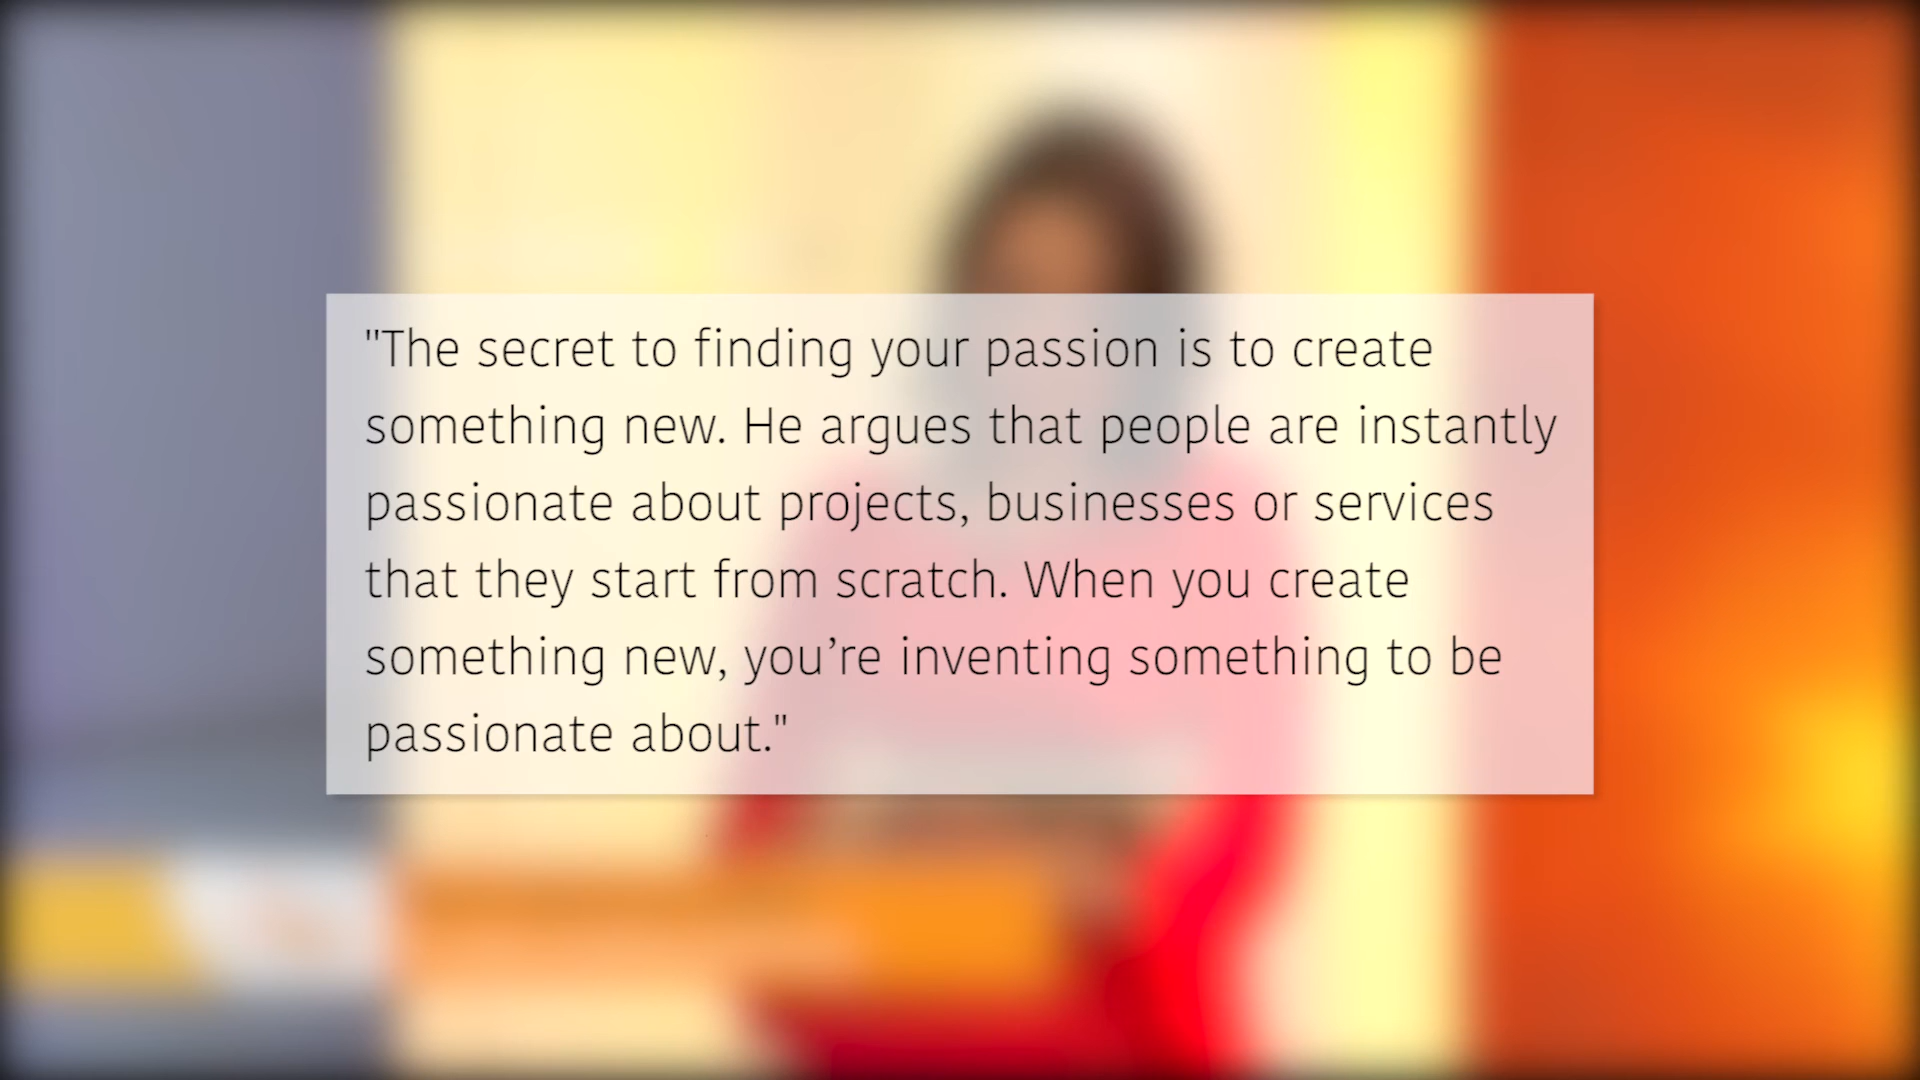 "The secret to finding your passion is to create
something new. He argues that people are instantly
passionate about projects, businesses or services
that they start from scratch. When you create
something new, you’re inventing something to be
passionate about."